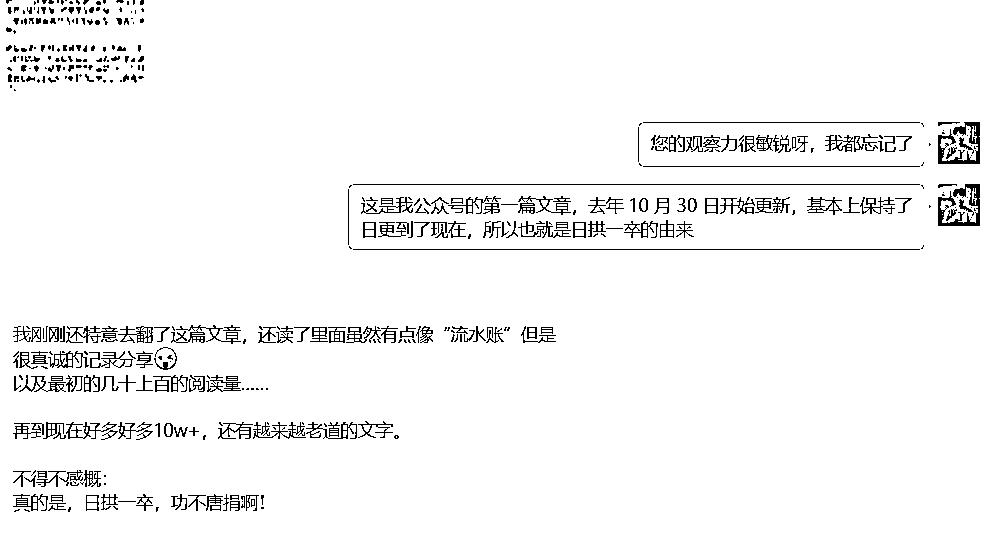 您的观察力很敏锐呀，我都忘记了
这是我公众号的第一篇文章，去年 10 月 30 日开始更新，基本上保持了
日更到了现在，所以也就是日拱一卒的由来
我刚刚还特意去翻了这篇文章，还读了里面虽然有点像“流水账”但是
很真诚的记录分享😘
以及最初的几十上百的阅读量……
再到现在好多好多10w+，还有越来越老道的文字。
不得不感概：
真的是，日拱一卒，功不唐捐啊！